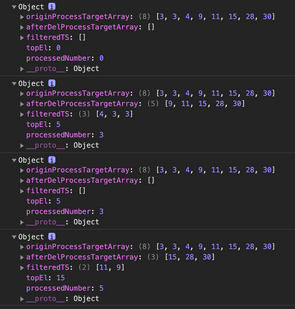 ▼ Object i
▶ originProcessTargetArray: (8) [3, 3, 4, 9, 11, 15, 28, 30]
▶ afterDelProcessTargetArray: []
▶ filteredTS: []
topEl: 0
processedNumber: 0
▶ __proto__: Object
▼ Object i
▶ originProcessTargetArray: (8) [3, 3, 4, 9, 11, 15, 28, 30]
▶ afterDelProcessTargetArray: (5) [9, 11, 15, 28, 30]
▶ filteredTS: (3) [4, 3, 3]
topEl: 5
processedNumber: 3
▶ __proto__: Object
▼ Object i
▶ originProcessTargetArray: (8) [3, 3, 4, 9, 11, 15, 28, 30]
▶ afterDelProcessTargetArray: []
▶ filteredTS: []
topEl: 5
processedNumber: 3
▶ __proto__: Object
▼ Object i
▶ originProcessTargetArray: (8) [3, 3, 4, 9, 11, 15, 28, 30]
▶ afterDelProcessTargetArray: (3) [15, 28, 30]
▶ filteredTS: (2) [11, 9]
topEl: 15
processedNumber: 5
▶ __proto__: Object